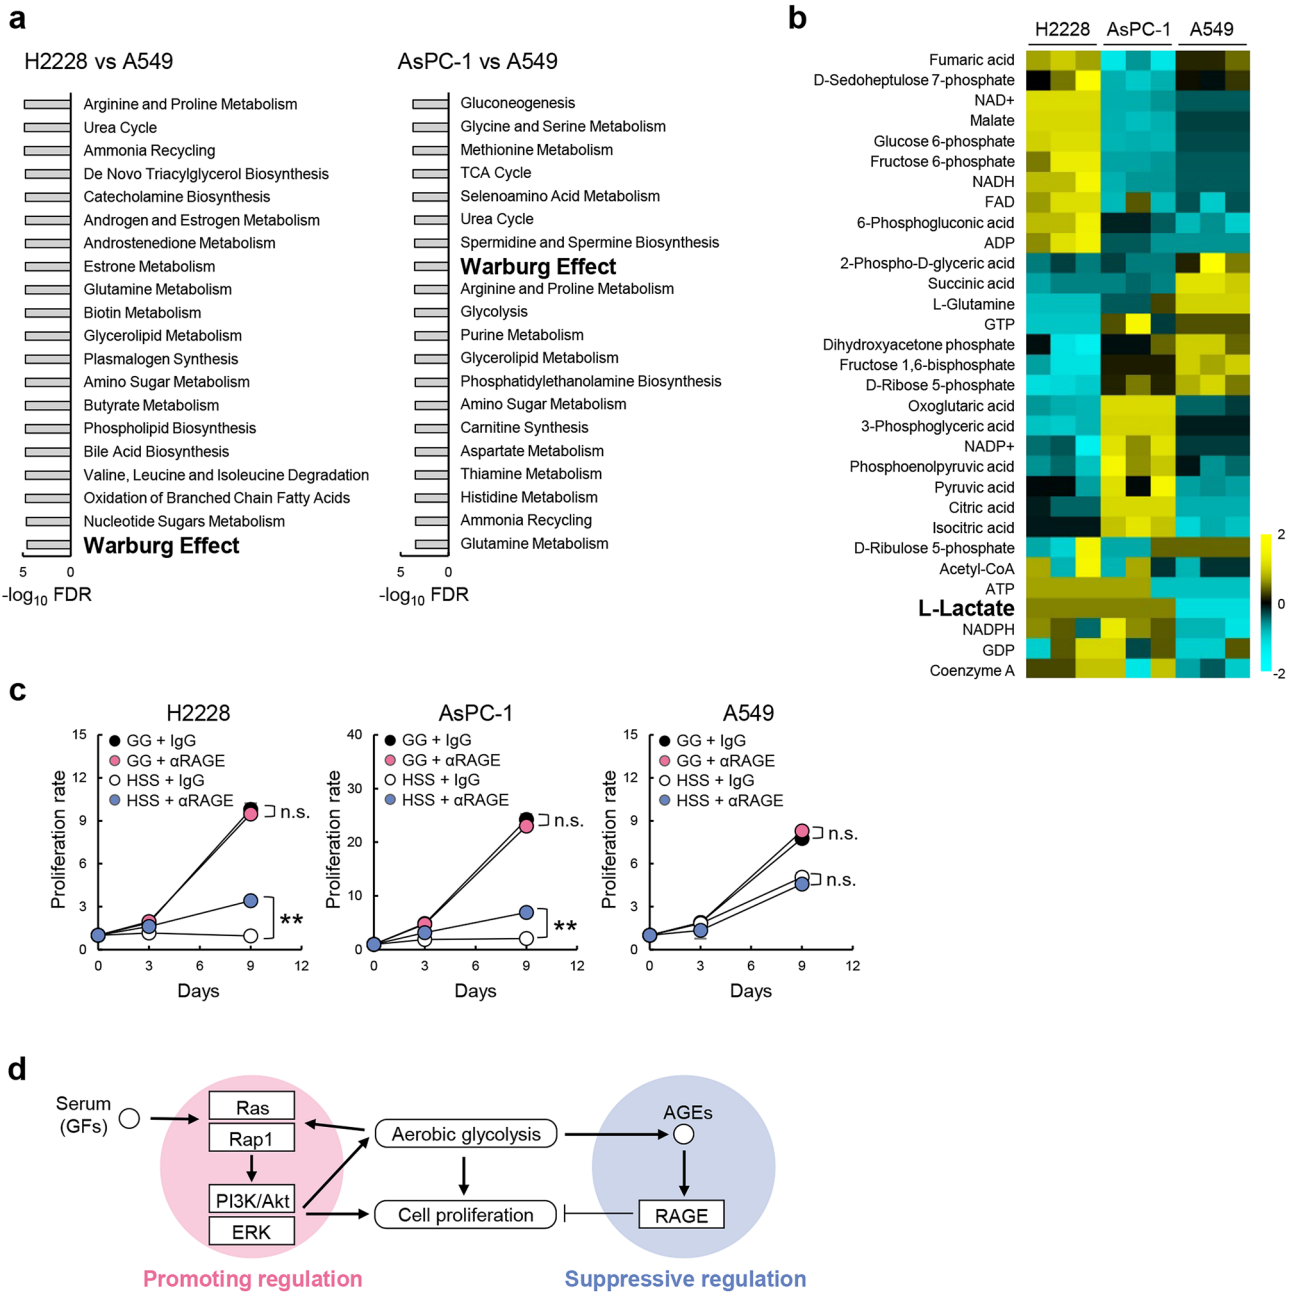 a
H2228 vs A549
Arginine and Proline Metabolism
Urea Cycle
Ammonia Recycling
De Novo Triacylglycerol Biosynthesis
Catecholamine Biosynthesis
Androgen and Estrogen Metabolism
Androstenedione Metabolism
Estrone Metabolism
Glutamine Metabolism
Biotin Metabolism
Glycerolipid Metabolism
Plasmalogen Synthesis
Amino Sugar Metabolism
Butyrate Metabolism
Phospholipid Biosynthesis
Bile Acid Biosynthesis
Valine, Leucine and Isoleucine Degradation
Oxidation of Branched Chain Fatty Acids
Nucleotide Sugars Metabolism
Warburg Effect
5 0
-log10 FDR
AsPC-1 vs A549
Gluconeogenesis
Glycine and Serine Metabolism
Methionine Metabolism
TCA Cycle
Selenoamino Acid Metabolism
Urea Cycle
Spermidine and Spermine Biosynthesis
Warburg Effect
Arginine and Proline Metabolism
Glycolysis
Purine Metabolism
Glycerolipid Metabolism
Phosphatidylethanolamine Biosynthesis
Amino Sugar Metabolism
Carnitine Synthesis
Aspartate Metabolism
Thiamine Metabolism
Histidine Metabolism
Ammonia Recycling
Glutamine Metabolism
5 0
-log10 FDR
b
H2228 AsPC-1 A549
Fumaric acid
D-Sedoheptulose 7-phosphate
NAD+
Malate
Glucose 6-phosphate
Fructose 6-phosphate
NADH
FAD
6-Phosphogluconic acid
ADP
2-Phospho-D-glyceric acid
Succinic acid
L-Glutamine
GTP
Dihydroxyacetone phosphate
Fructose 1,6-bisphosphate
D-Ribose 5-phosphate
Oxoglutaric acid
3-Phosphoglyceric acid
NADP+
Phosphoenolpyruvic acid
Pyruvic acid
Citric acid
Isocitric acid
D-Ribulose 5-phosphate
Acetyl-CoA
ATP
L-Lactate
NADPH
GDP
Coenzyme A
2
0
-2
c
H2228
Proliferation rate
15
12
9
6
3
0
GG + IgG
GG + αRAGE
HSS + IgG
HSS + αRAGE
n.s.
**
0 3 6 9 12
Days
AsPC-1
Proliferation rate
40
30
20
10
0
GG + IgG
GG + αRAGE
HSS + IgG
HSS + αRAGE
n.s.
**
0 3 6 9 12
Days
A549
Proliferation rate
15
12
9
6
3
0
GG + IgG
GG + αRAGE
HSS + IgG
HSS + αRAGE
n.s.
n.s.
0 3 6 9 12
Days
d
Serum
(GFs)
Ras
Rap1
PI3K/Akt
ERK
Aerobic glycolysis
Cell proliferation
AGEs
RAGE
Promoting regulation
Suppressive regulation